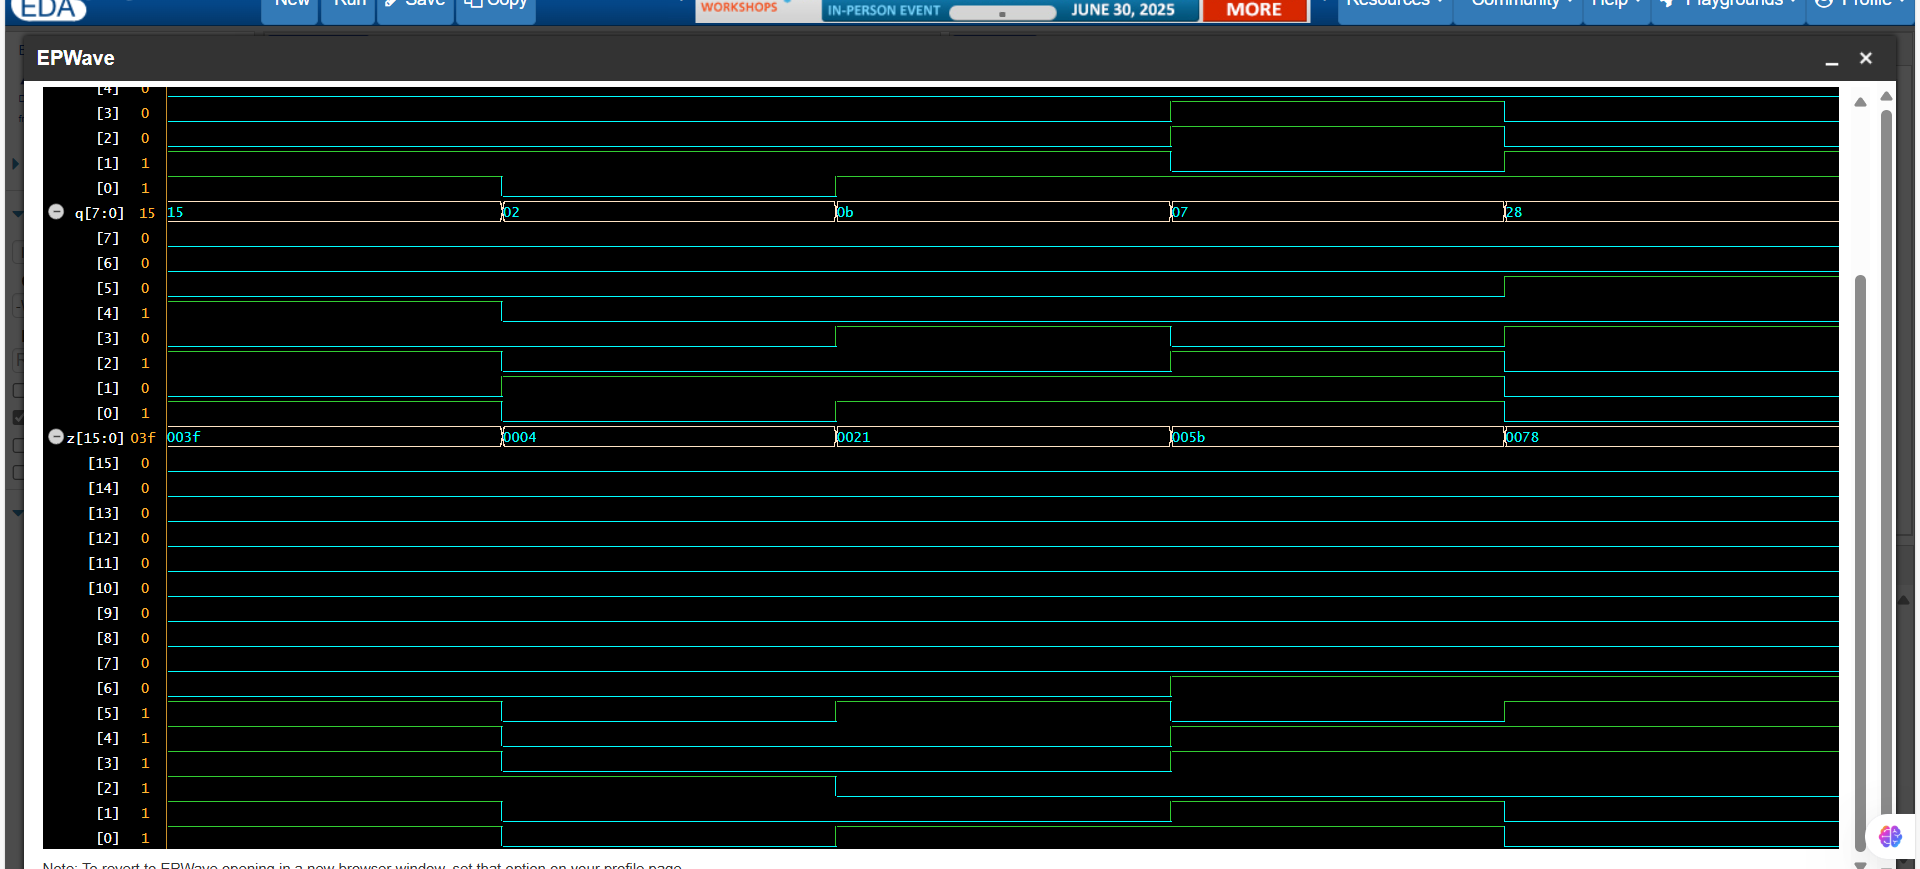 EDA
New
Run
Save
Copy
WORKSHOPS
IN-PERSON EVENT
JUNE 30, 2025
MORE
Resources
Community
Help
Playgrounds
Profile
EPWave
[4] 0
[3] 0
[2] 0
[1] 1
[0] 1
q[7:0] 15 15 02 0b 07 28
[7] 0
[6] 0
[5] 0
[4] 1
[3] 0
[2] 1
[1] 0
[0] 1
z[15:0] 03f 003f 0004 0021 005b 0078
[15] 0
[14] 0
[13] 0
[12] 0
[11] 0
[10] 0
[9] 0
[8] 0
[7] 0
[6] 0
[5] 1
[4] 1
[3] 1
[2] 1
[1] 1
[0] 1
Note: To revert to EPWave opening in a new browser window, set that option on your profile page